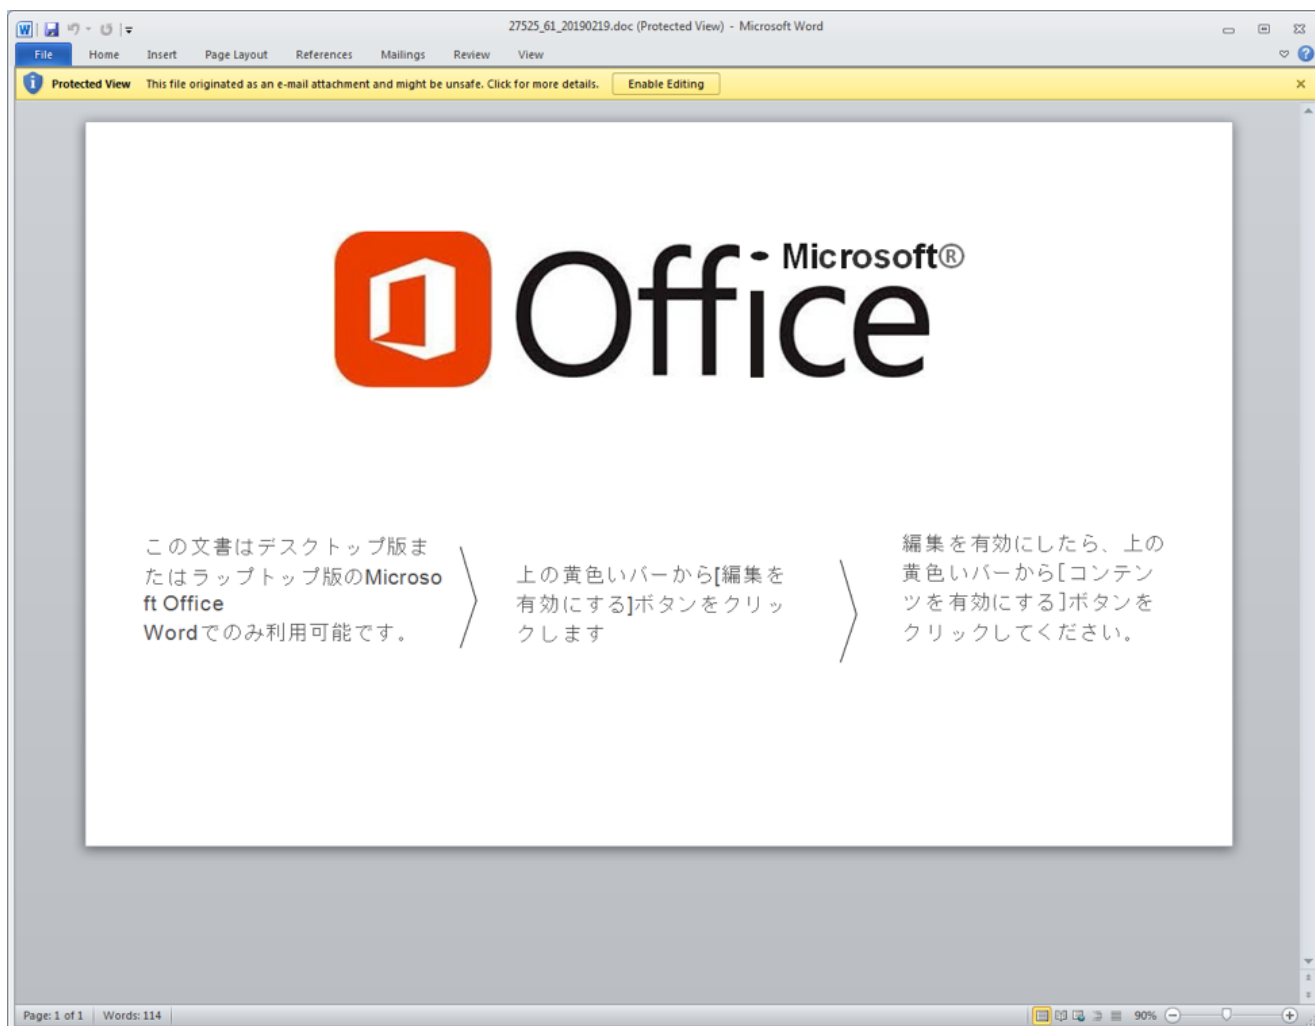 27525_61_20190219.doc (Protected View) - Microsoft Word
File Home Insert Page Layout References Mailings Review View
Protected View This file originated as an e-mail attachment and might be unsafe. Click for more details. Enable Editing
Microsoft®
Office
この文書はデスクトップ版ま
たはラップトップ版のMicroso
ft Office
Wordでのみ利用可能です。
上の黄色いバーから[編集を
有効にする]ボタンをクリッ
クします
編集を有効にしたら、上の
黄色いバーから[コンテン
ツを有効にする]ボタンを
クリックしてください。
Page: 1 of 1 Words: 114 90%